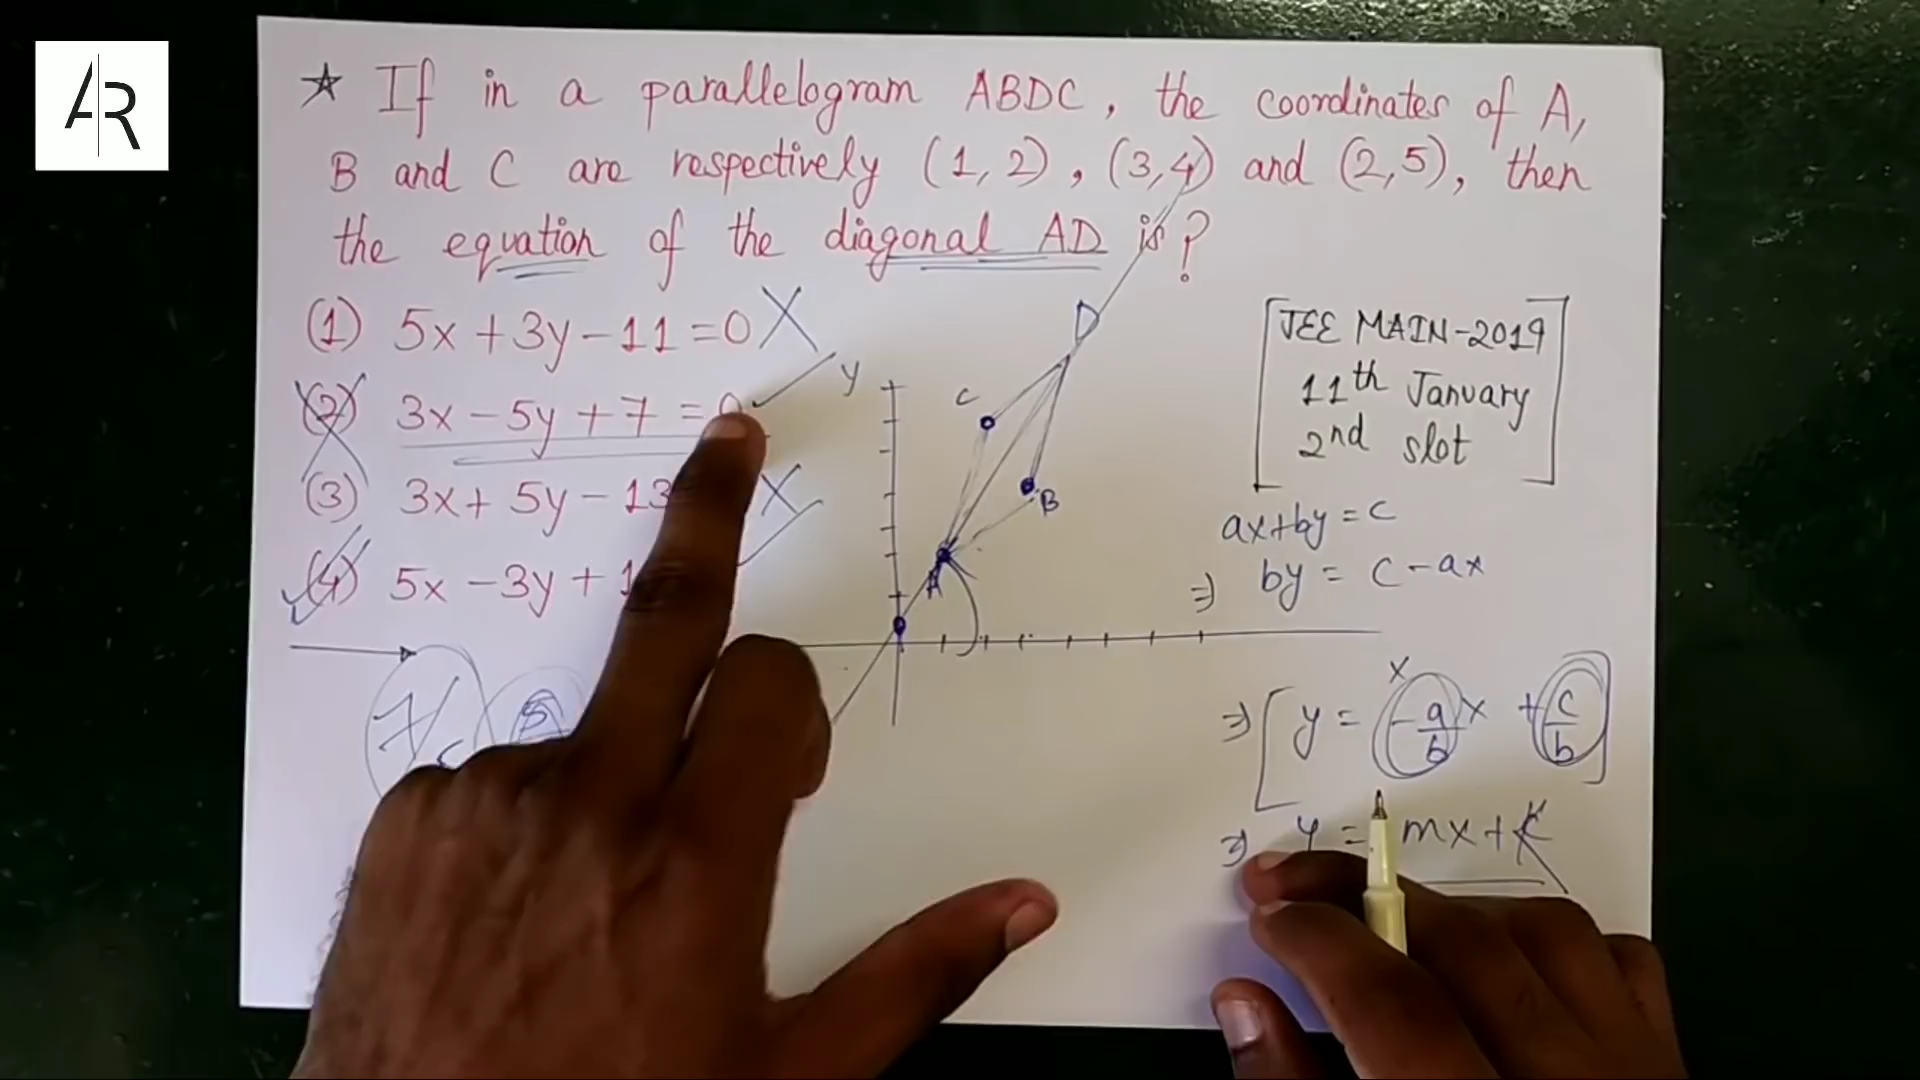 AR
☆ If in a parallelogram ABDC, the coordinates of A,
B and C are respectively (1, 2), (3,4) and (2,5), then
the equation of the diagonal AD is?
(1) 5x + 3y - 11 = 0 X
(2) 3x - 5y + 7 = 0
(3) 3x + 5y - 13 X
(4) 5x - 3y + 1
y
C
D
B
A
[JEE MAIN-2019
11th January
2nd slot]
ax+by = c
⇒ by = c - ax
x
⇒ [y = -a/b x + c/b]
⇒ y = mx + K
7/5